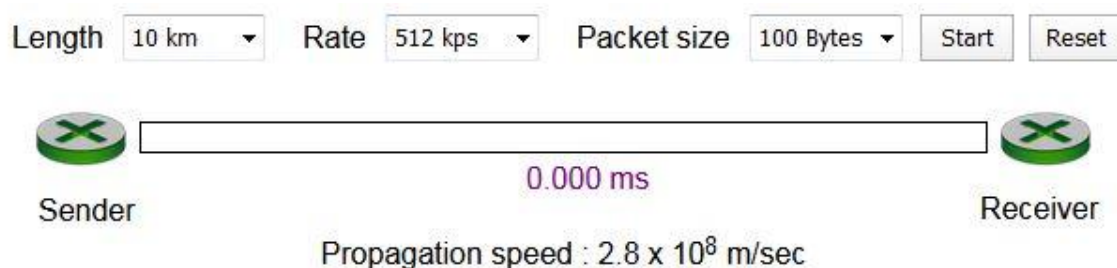 Length 10 km Rate 512 kps Packet size 100 Bytes Start Reset
0.000 ms
Sender Receiver
Propagation speed : 2.8 x 10⁸ m/sec